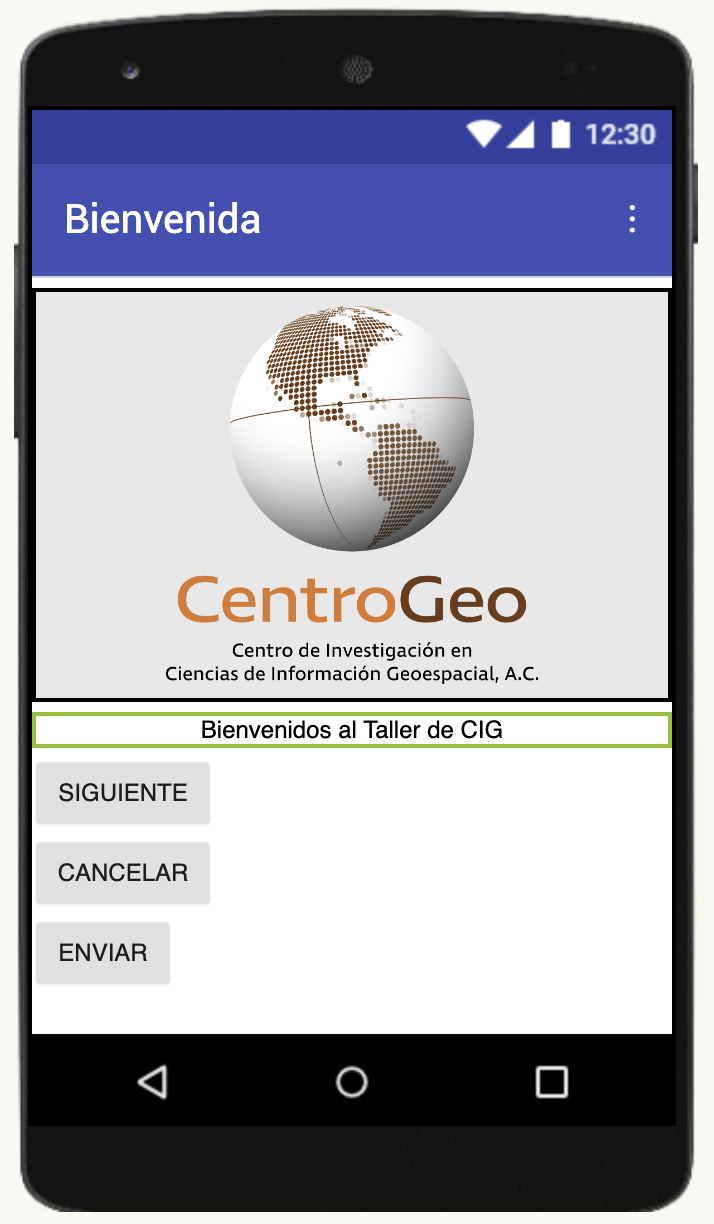 12:30
Bienvenida
CentroGeo
Centro de Investigación en
Ciencias de Información Geoespacial, A.C.
Bienvenidos al Taller de CIG
SIGUIENTE
CANCELAR
ENVIAR